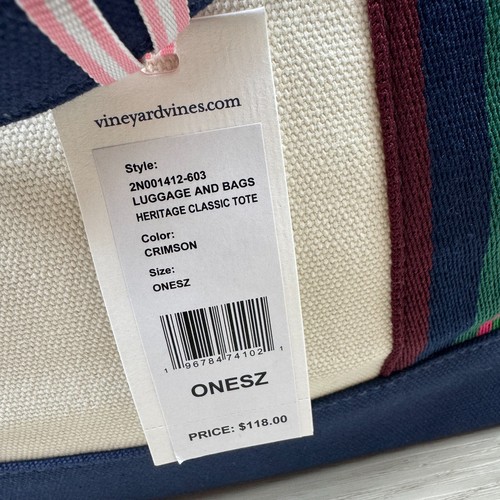 vineyardvines.com
Style:
2N001412-603
LUGGAGE AND BAGS
HERITAGE CLASSIC TOTE
Color:
CRIMSON
Size:
ONESZ
1 96784 74102 1
ONESZ
PRICE: $118.00